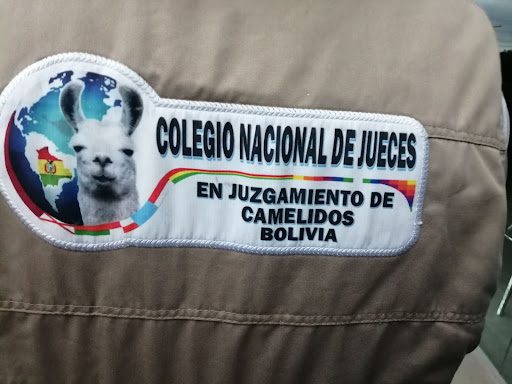 COLEGIO NACIONAL DE JUECES
EN JUZGAMIENTO DE
CAMELIDOS
BOLIVIA